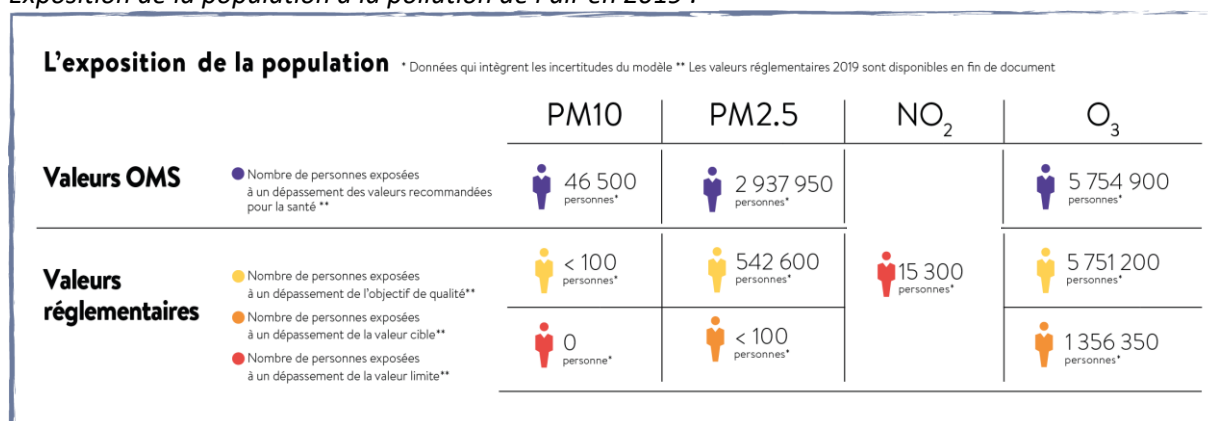 Exposition de la population à la pollution de l'air en 2019 :
L'exposition de la population * Données qui intègrent les incertitudes du modèle ** Les valeurs réglementaires 2019 sont disponibles en fin de document
PM10 PM2.5 NO2 O3
Valeurs OMS
Nombre de personnes exposées
à un dépassement des valeurs recommandées
pour la santé **
46 500
personnes*
2 937 950
personnes*
5 754 900
personnes*
Valeurs
réglementaires
Nombre de personnes exposées
à un dépassement de l'objectif de qualité**
Nombre de personnes exposées
à un dépassement de la valeur cible**
Nombre de personnes exposées
à un dépassement de la valeur limite**
< 100
personnes*
542 600
personnes*
15 300
personnes*
5 751 200
personnes*
0
personne*
< 100
personnes*
1 356 350
personnes*